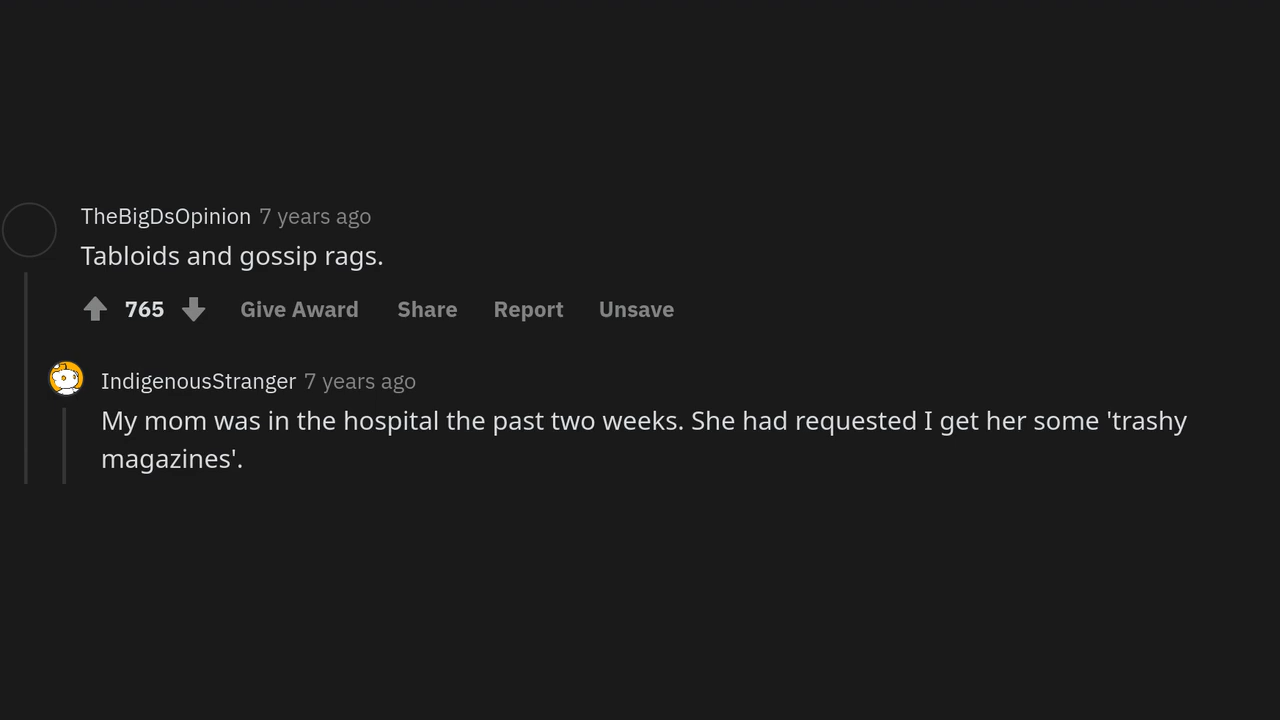 TheBigDsOpinion 7 years ago
Tabloids and gossip rags.
765 Give Award Share Report Unsave
IndigenousStranger 7 years ago
My mom was in the hospital the past two weeks. She had requested I get her some 'trashy
magazines'.